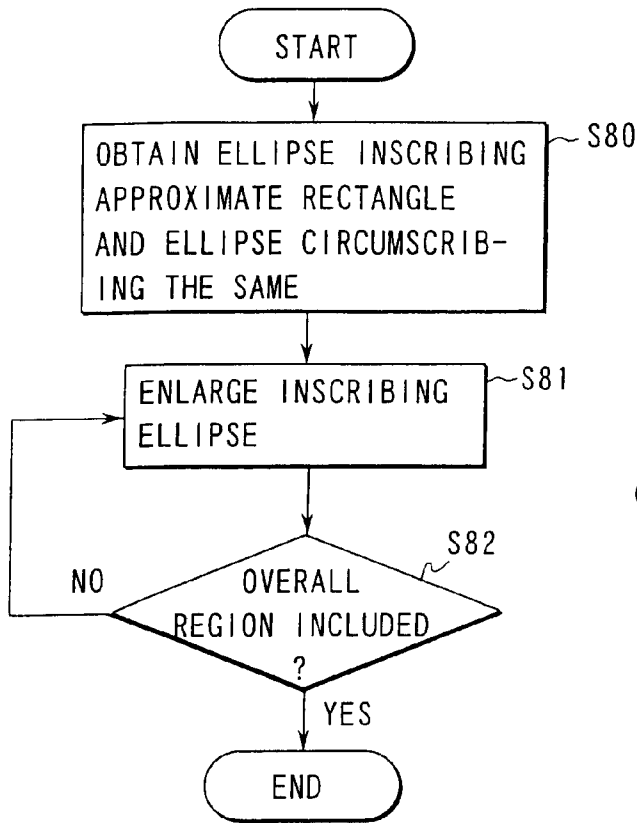 START
S80
OBTAIN ELLIPSE INSCRIBING
APPROXIMATE RECTANGLE
AND ELLIPSE CIRCUMSCRIB-
ING THE SAME
S81
ENLARGE INSCRIBING
ELLIPSE
S82
NO
OVERALL
REGION INCLUDED
?
YES
END